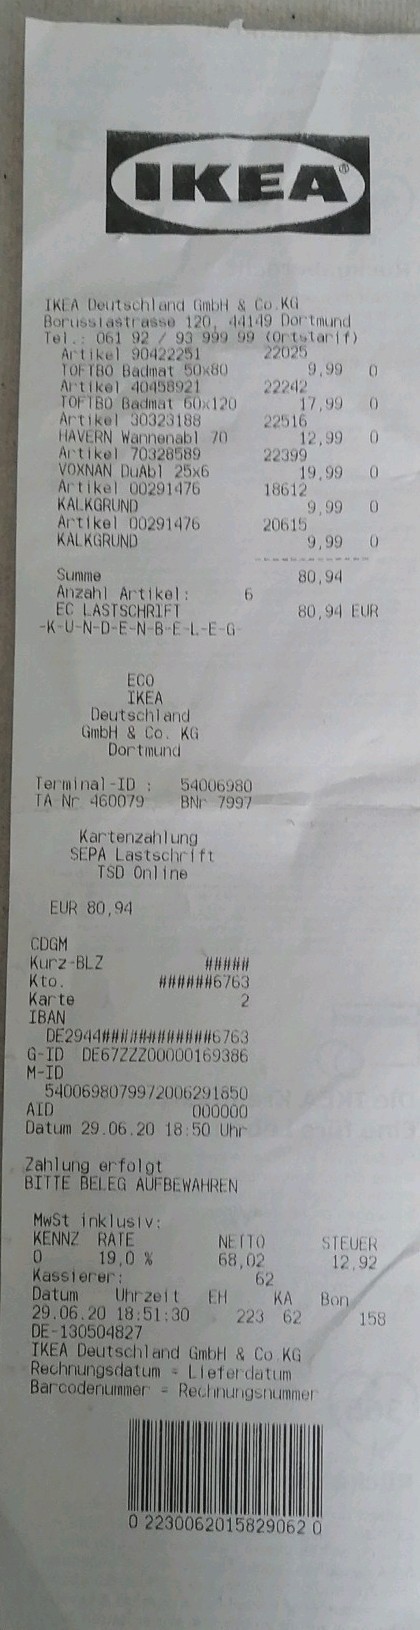 IKEA®
IKEA Deutschland GmbH & Co.KG
Borussiastrasse 120, 44149 Dortmund
Tel.: 061 92 / 93 999 99 (Ortstarif)
Artikel 90422251 22025
TOFTBO Badmat 50x80 9,99 0
Artikel 40458921 22242
TOFTBO Badmat 60x120 17,99 0
Artikel 30323188 22516
HAVERN Wannenabl 70 12,99 0
Artikel 70328589 22399
VOXNAN DuAbl 25x6 19,99 0
Artikel 00291476 18612
KALKGRUND 9,99 0
Artikel 00291476 20615
KALKGRUND 9,99 0
--------------
Summe 80,94
Anzahl Artikel: 6
EC LASTSCHRIFT 80,94 EUR
-K-U-N-D-E-N-B-E-L-E-G-
ECO
IKEA
Deutschland
GmbH & Co. KG
Dortmund
Terminal-ID : 54006980
TA Nr 460079 BNr 7997
Kartenzahlung
SEPA Lastschrift
TSD Online
EUR 80,94
CDGM
Kurz-BLZ #####
Kto. ######6763
Karte 2
IBAN
DE2944############6763
G-ID DE67ZZZ00000169386
M-ID
5400698079972006291850
AID 000000
Datum 29.06.20 18:50 Uhr
Zahlung erfolgt
BITTE BELEG AUFBEWAHREN
MwSt inklusiv:
KENNZ RATE NETTO STEUER
0 19,0 % 68,02 12,92
Kassierer: 62
Datum Uhrzeit EH KA Bon
29.06.20 18:51:30 223 62 158
DE-130504827
IKEA Deutschland GmbH & Co KG
Rechnungsdatum = Lieferdatum
Barcodenummer = Rechnungsnummer
0 2230062015829062 0